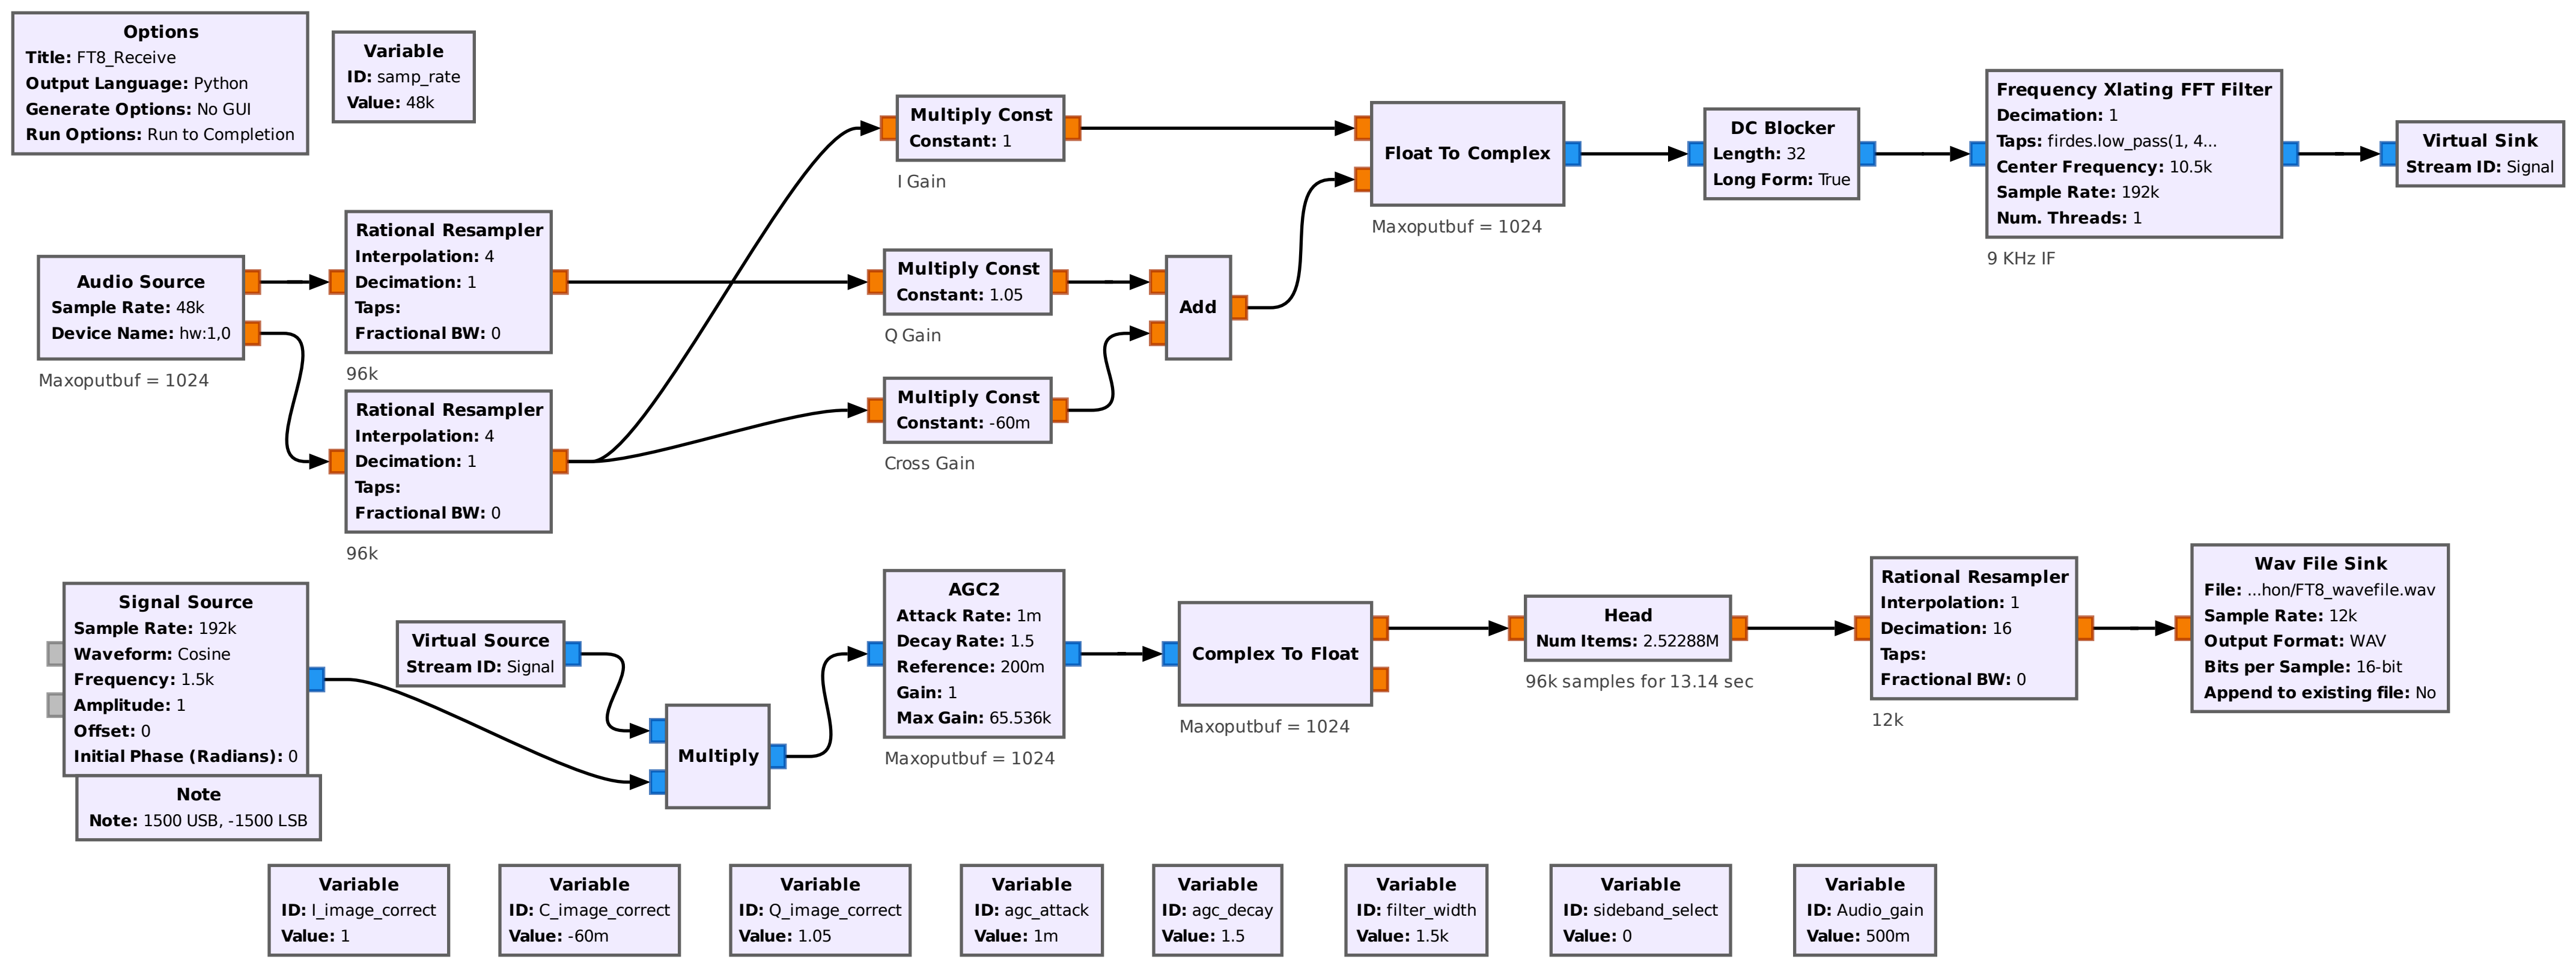 Options
Title: FT8_Receive
Output Language: Python
Generate Options: No GUI
Run Options: Run to Completion
Variable
ID: samp_rate
Value: 48k
Audio Source
Sample Rate: 48k
Device Name: hw:1,0
Maxoputbuf = 1024
Rational Resampler
Interpolation: 4
Decimation: 1
Taps:
Fractional BW: 0
96k
Rational Resampler
Interpolation: 4
Decimation: 1
Taps:
Fractional BW: 0
96k
Multiply Const
Constant: 1
I Gain
Multiply Const
Constant: 1.05
Q Gain
Multiply Const
Constant: -60m
Cross Gain
Add
Float To Complex
Maxoputbuf = 1024
DC Blocker
Length: 32
Long Form: True
Frequency Xlating FFT Filter
Decimation: 1
Taps: firdes.low_pass(1, 4...
Center Frequency: 10.5k
Sample Rate: 192k
Num. Threads: 1
9 KHz IF
Virtual Sink
Stream ID: Signal
Signal Source
Sample Rate: 192k
Waveform: Cosine
Frequency: 1.5k
Amplitude: 1
Offset: 0
Initial Phase (Radians): 0
Note
Note: 1500 USB, -1500 LSB
Virtual Source
Stream ID: Signal
Multiply
AGC2
Attack Rate: 1m
Decay Rate: 1.5
Reference: 200m
Gain: 1
Max Gain: 65.536k
Maxoputbuf = 1024
Complex To Float
Maxoputbuf = 1024
Head
Num Items: 2.52288M
96k samples for 13.14 sec
Rational Resampler
Interpolation: 1
Decimation: 16
Taps:
Fractional BW: 0
12k
Wav File Sink
File: ...hon/FT8_wavefile.wav
Sample Rate: 12k
Output Format: WAV
Bits per Sample: 16-bit
Append to existing file: No
Variable
ID: I_image_correct
Value: 1
Variable
ID: C_image_correct
Value: -60m
Variable
ID: Q_image_correct
Value: 1.05
Variable
ID: agc_attack
Value: 1m
Variable
ID: agc_decay
Value: 1.5
Variable
ID: filter_width
Value: 1.5k
Variable
ID: sideband_select
Value: 0
Variable
ID: Audio_gain
Value: 500m